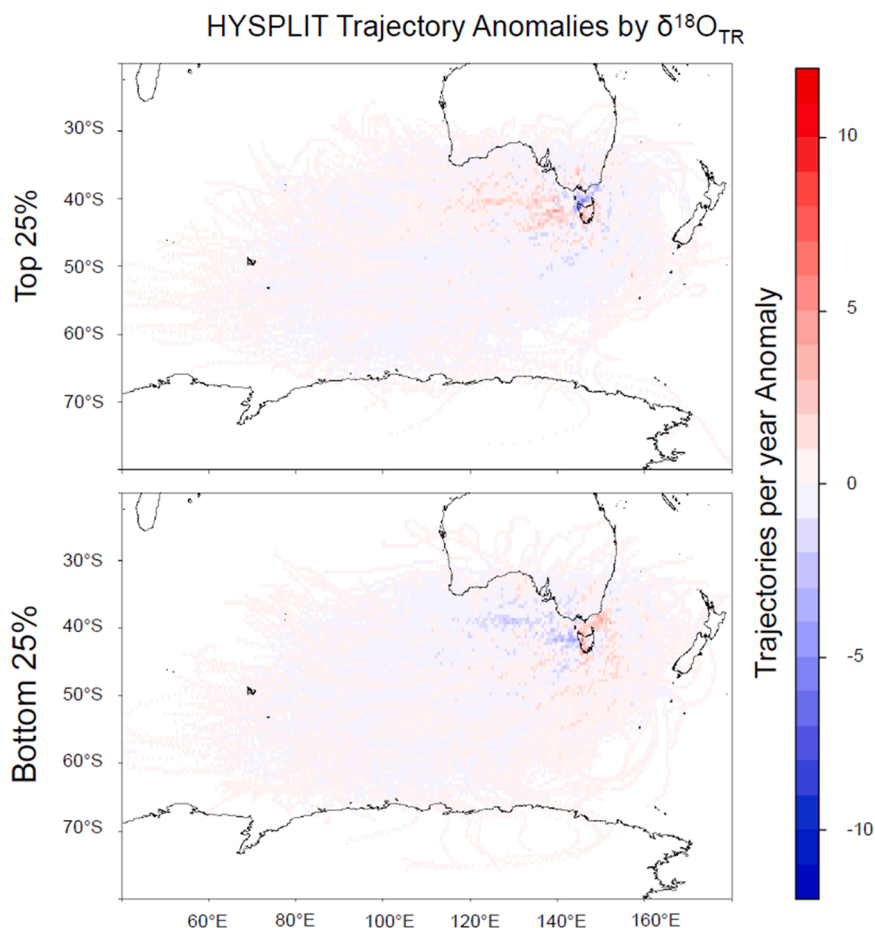 HYSPLIT Trajectory Anomalies by δ¹⁸O_TR
Top 25%
30°S
40°S
50°S
60°S
70°S
Bottom 25%
30°S
40°S
50°S
60°S
70°S
60°E
80°E
100°E
120°E
140°E
160°E
Trajectories per year Anomaly
10
5
0
-5
-10